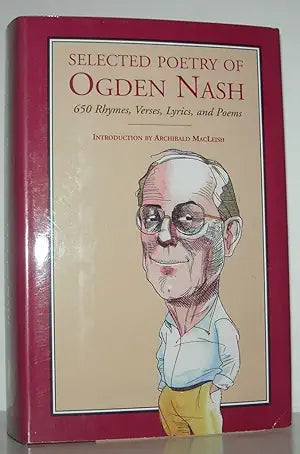 SELECTED POETRY OF
OGDEN NASH
650 Rhymes, Verses, Lyrics, and Poems
INTRODUCTION BY ARCHIBALD MACLEISH